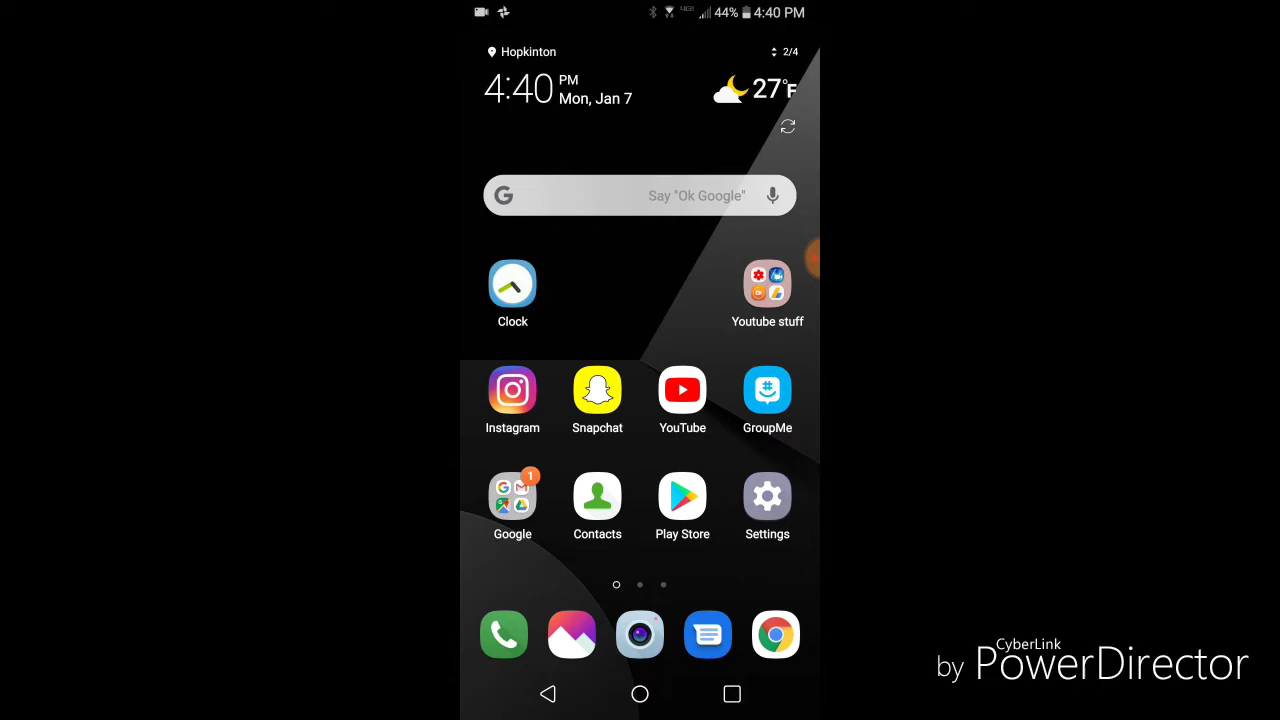 44% 4:40 PM
Hopkinton
2/4
4:40 PM
Mon, Jan 7
27°F
G Say "Ok Google"
Clock
Youtube stuff
Instagram
Snapchat
YouTube
GroupMe
1
Google
Contacts
Play Store
Settings
CyberLink
by PowerDirector